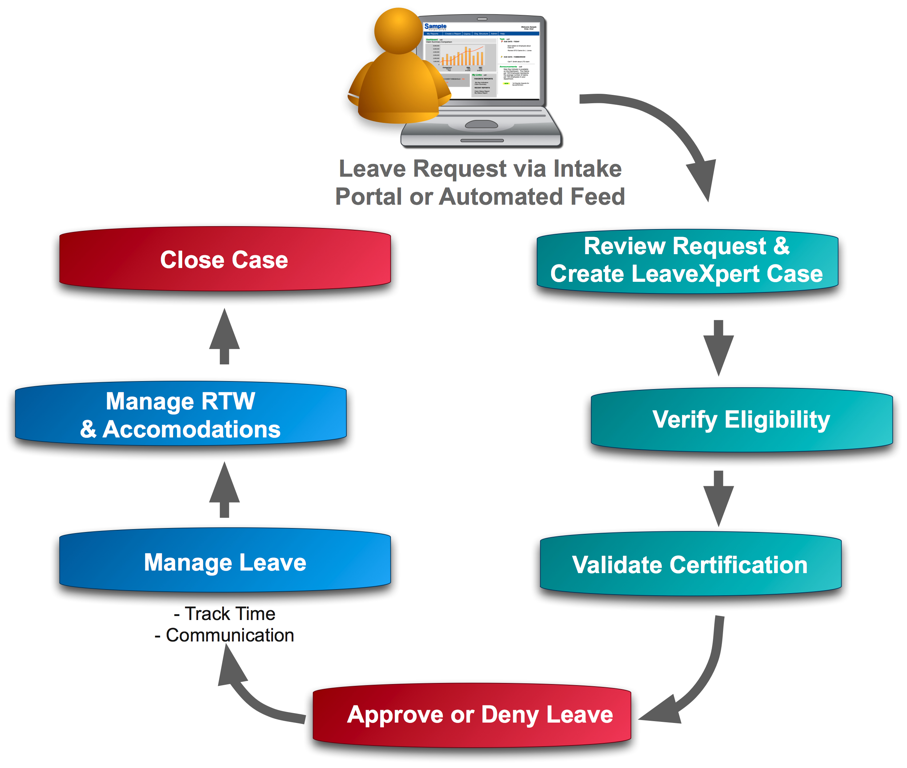 Sample
Leave Request via Intake
Portal or Automated Feed
Review Request &
Create LeaveXpert Case
Verify Eligibility
Validate Certification
Approve or Deny Leave
Manage Leave
- Track Time
- Communication
Manage RTW
& Accomodations
Close Case